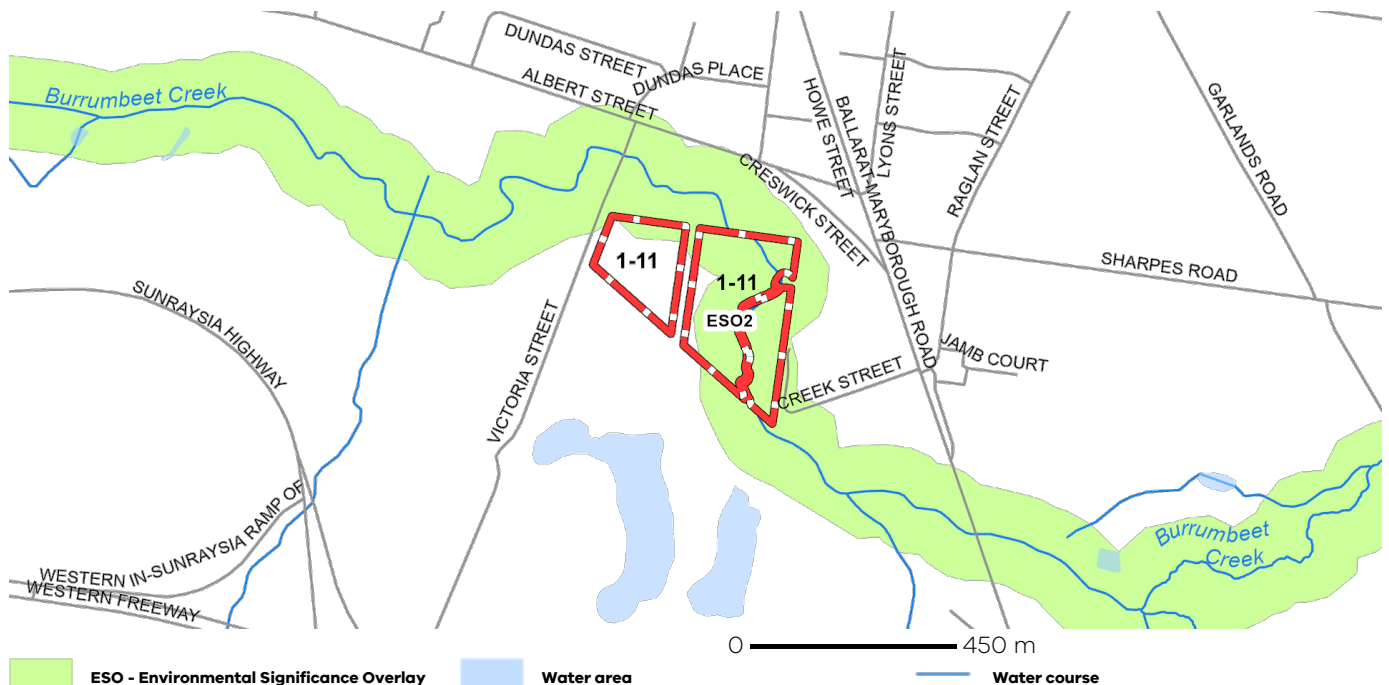 DUNDAS STREET
DUNDAS PLACE
ALBERT STREET
Burrumbeet Creek
HOWE STREET
BALLARAT-MARYBOROUGH ROAD
LYONS STREET
RAGLAN STREET
GARLANDS ROAD
CRESWICK STREET
1-11
1-11
SHARPES ROAD
SUNRAYSIA HIGHWAY
ESO2
VICTORIA STREET
JAMB COURT
CREEK STREET
WESTERN IN-SUNRAYSIA RAMP OF
WESTERN FREEWAY
Burrumbeet
Creek
0 450 m
ESO - Environmental Significance Overlay
Water area
Water course